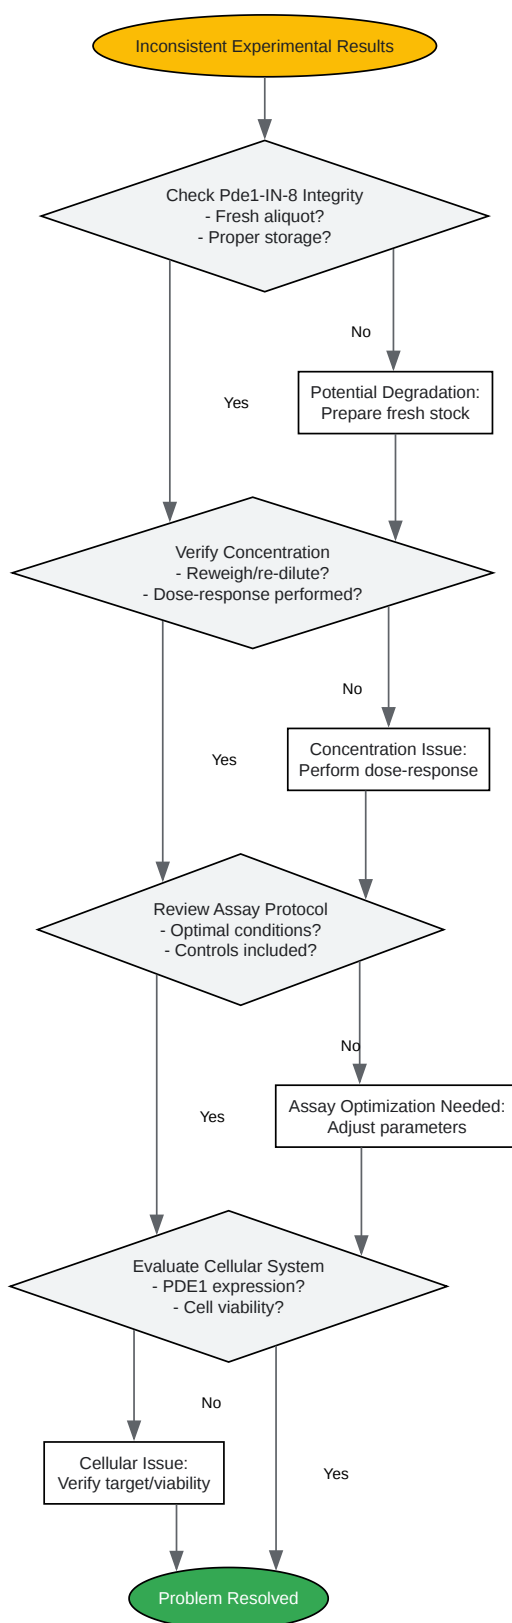 Inconsistent Experimental Results
Check Pde1-IN-8 Integrity
- Fresh aliquot?
- Proper storage?
No
Yes
Potential Degradation:
Prepare fresh stock
Verify Concentration
- Reweigh/re-dilute?
- Dose-response performed?
No
Yes
Concentration Issue:
Perform dose-response
Review Assay Protocol
- Optimal conditions?
- Controls included?
No
Yes
Assay Optimization Needed:
Adjust parameters
Evaluate Cellular System
- PDE1 expression?
- Cell viability?
No
Cellular Issue:
Verify target/viability
Yes
Problem Resolved